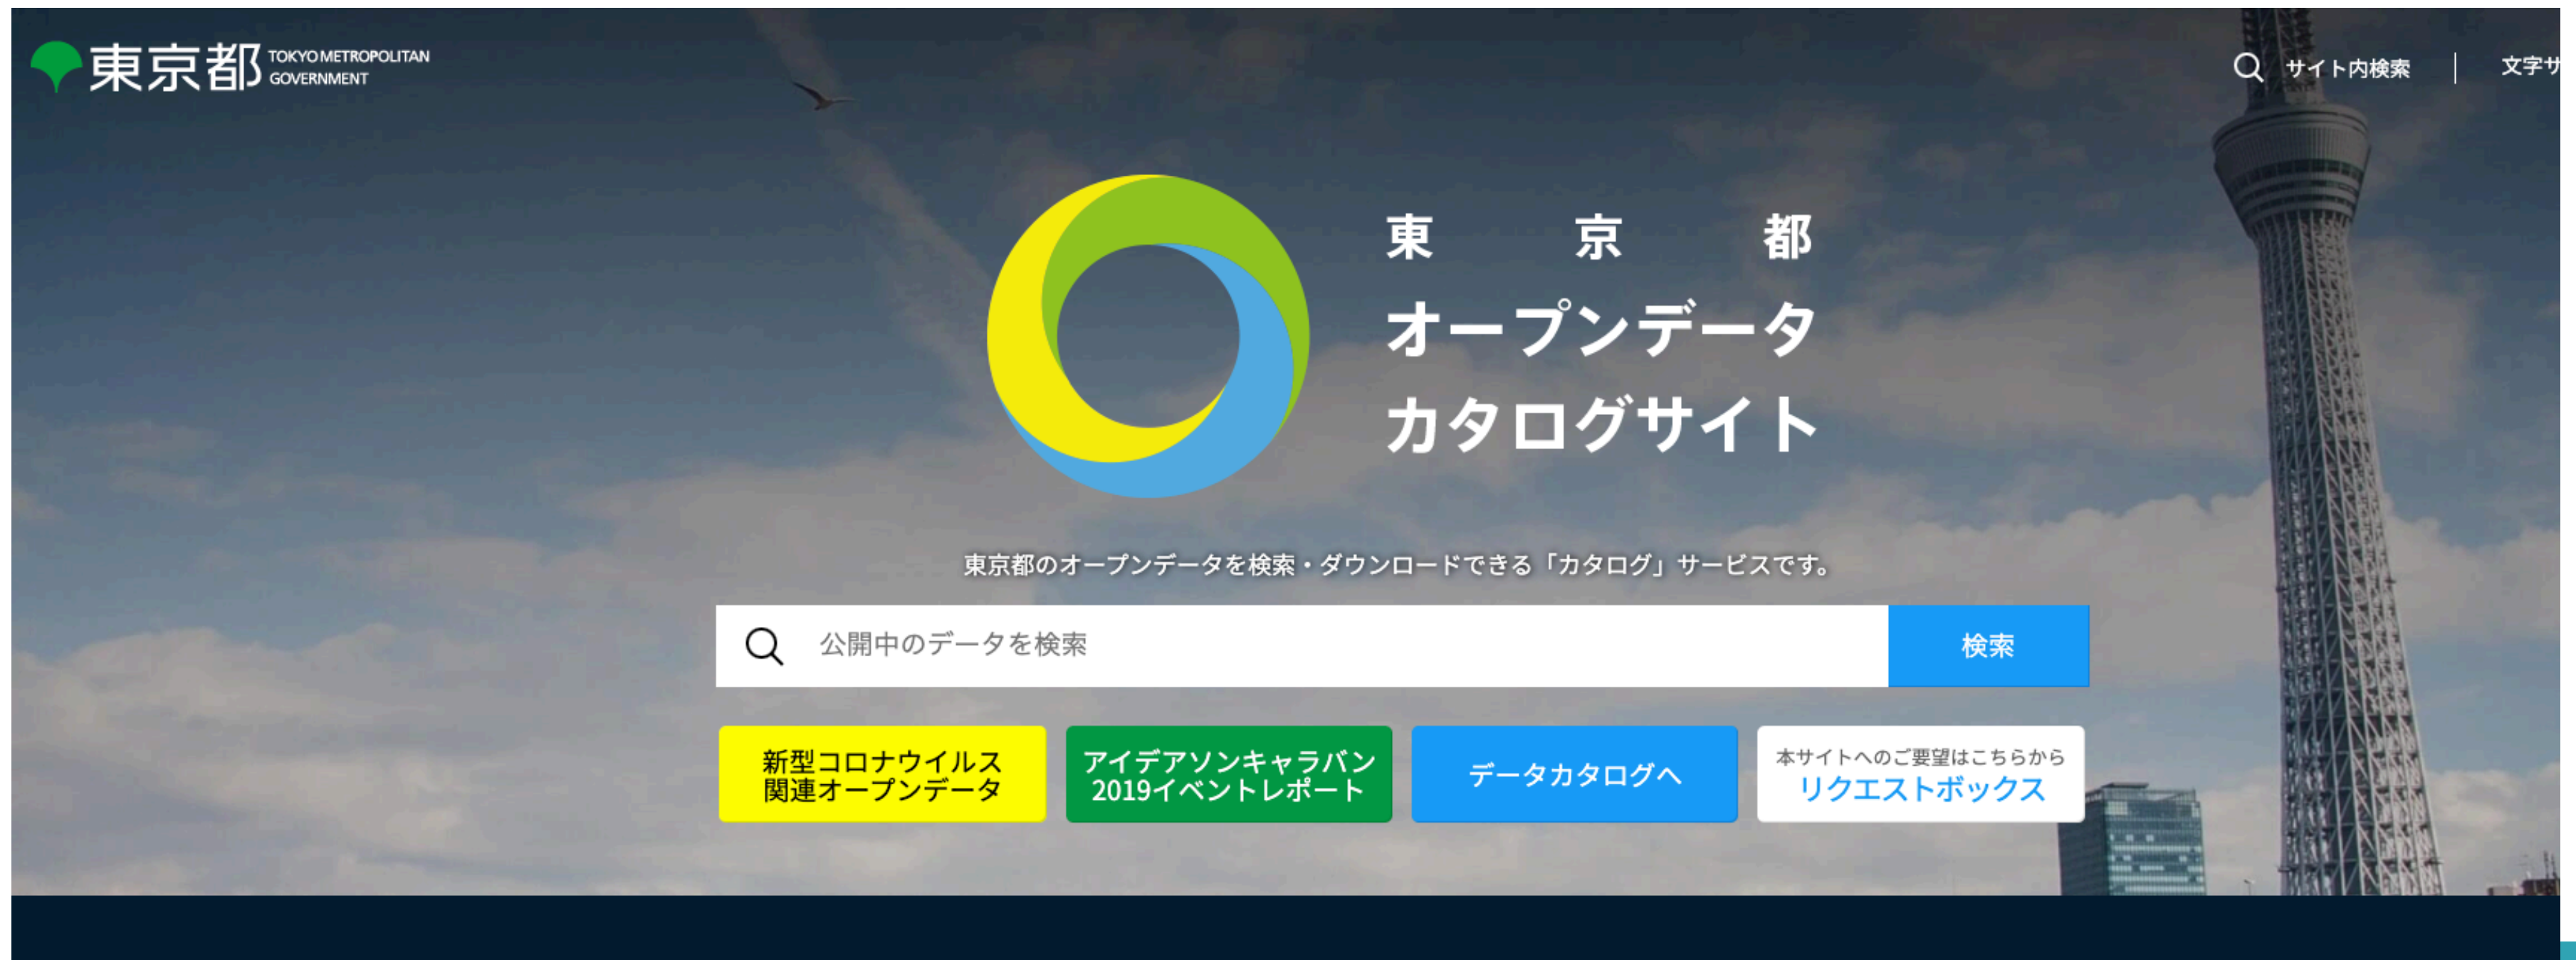 東京都 TOKYO METROPOLITAN
GOVERNMENT
サイト内検索
文字サ
東京都
オープンデータ
カタログサイト
東京都のオープンデータを検索・ダウンロードできる「カタログ」サービスです。
公開中のデータを検索
検索
新型コロナウイルス
関連オープンデータ
アイデアソンキャラバン
2019イベントレポート
データカタログへ
本サイトへのご要望はこちらから
リクエストボックス